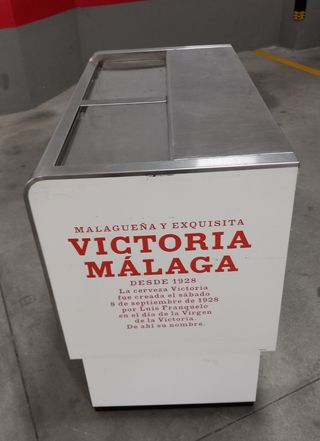 MALAGUEÑA Y EXQUISITA
VICTORIA
MÁLAGA
DESDE 1928
La cerveza Victoria
fue creada el sábado
8 de septiembre de 1928
por Luis Franquelo
en el día de la Virgen
de la Victoria.
De ahí su nombre.